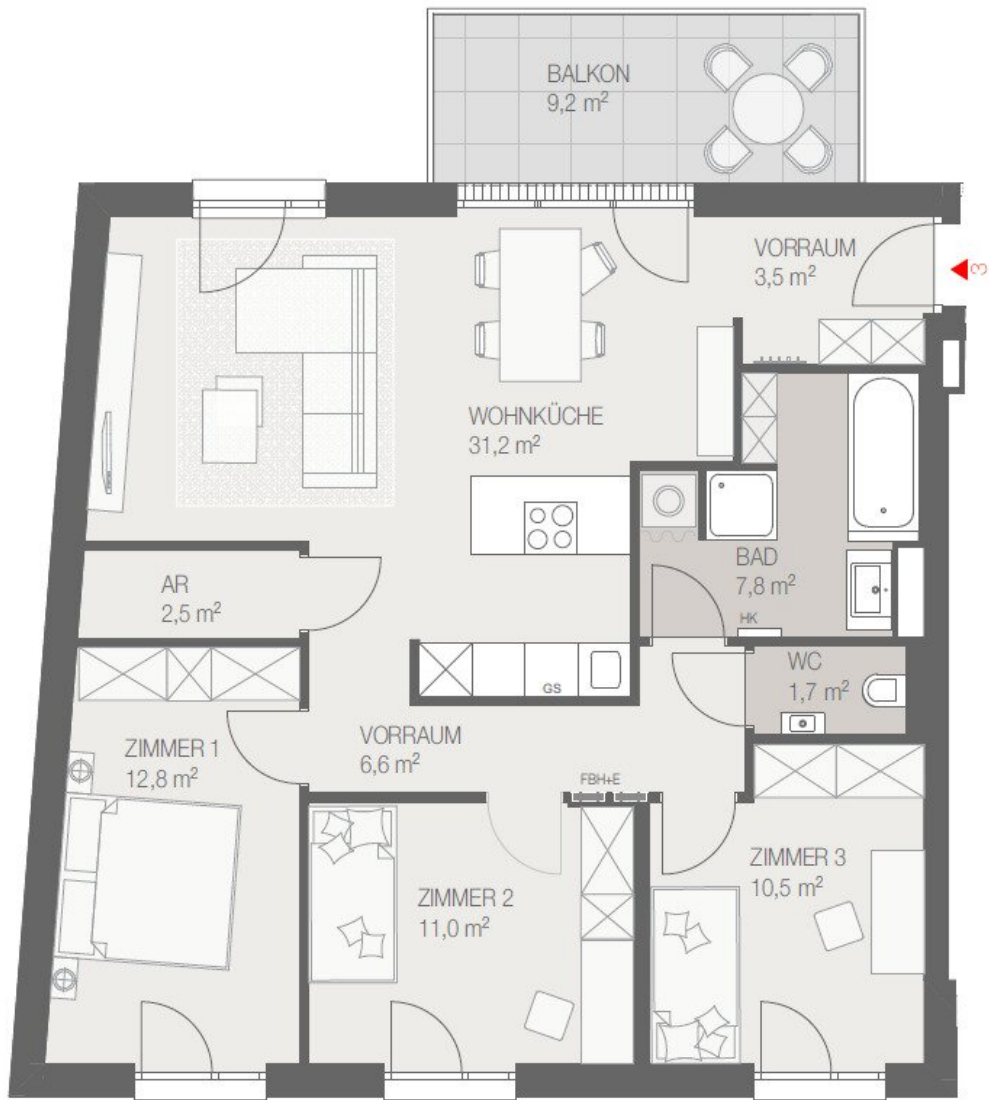 BALKON
9,2 m²
VORRAUM
3,5 m²
3
WOHNKÜCHE
31,2 m²
BAD
7,8 m²
AR
2,5 m²
HK
WC
1,7 m²
GS
VORRAUM
6,6 m²
ZIMMER 1
12,8 m²
FBH+E
ZIMMER 2
11,0 m²
ZIMMER 3
10,5 m²